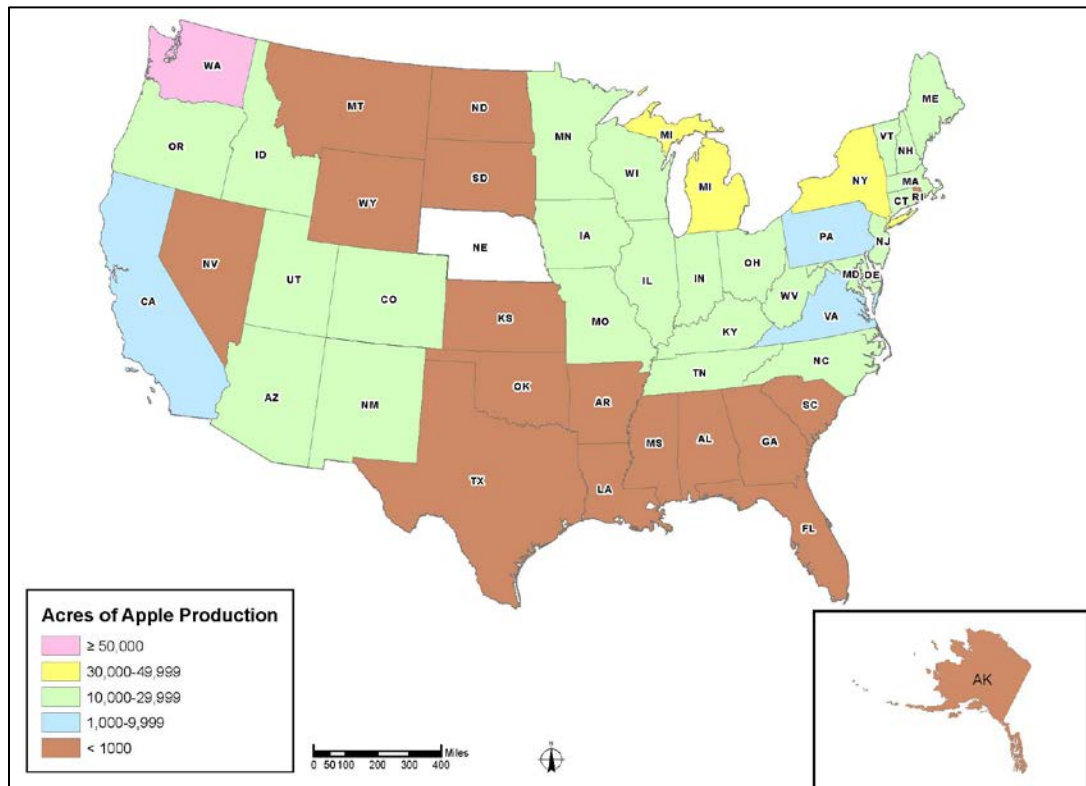 WA
MT
ND
ME
MN
VT
NH
OR
ID
MI
WI
MI
NY
MA
RI
CT
SD
WY
PA
NJ
IA
NE
OH
MD
DE
IL
IN
NV
UT
WV
CO
VA
CA
KS
MO
KY
NC
TN
OK
AZ
NM
AR
SC
MS
AL
GA
TX
LA
FL
Acres of Apple Production
≥ 50,000
30,000-49,999
10,000-29,999
1,000-9,999
< 1000
Miles
0 50 100 200 300 400
N
AK